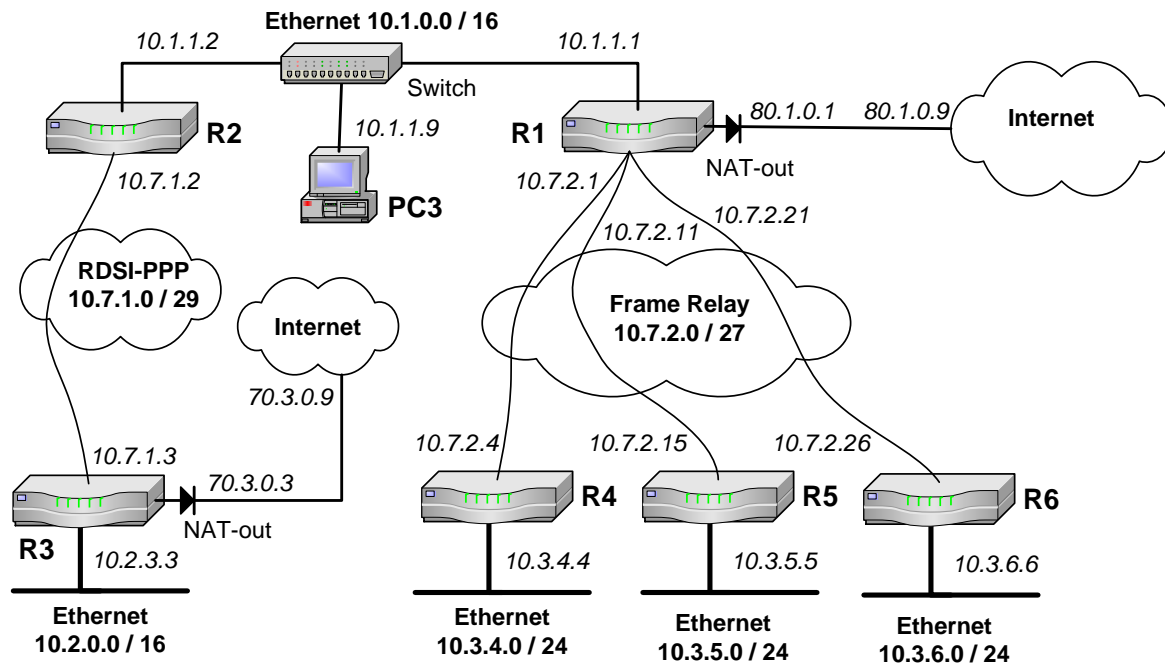 Ethernet 10.1.0.0 / 16
10.1.1.2
10.1.1.1
Switch
R2
10.1.1.9
R1
80.1.0.1
80.1.0.9
Internet
NAT-out
10.7.1.2
PC3
10.7.2.1
10.7.2.21
10.7.2.11
RDSI-PPP
10.7.1.0 / 29
Internet
Frame Relay
10.7.2.0 / 27
70.3.0.9
10.7.2.4
10.7.2.15
10.7.2.26
10.7.1.3
70.3.0.3
NAT-out
R3
R4
R5
R6
10.2.3.3
10.3.4.4
10.3.5.5
10.3.6.6
Ethernet
10.2.0.0 / 16
Ethernet
10.3.4.0 / 24
Ethernet
10.3.5.0 / 24
Ethernet
10.3.6.0 / 24